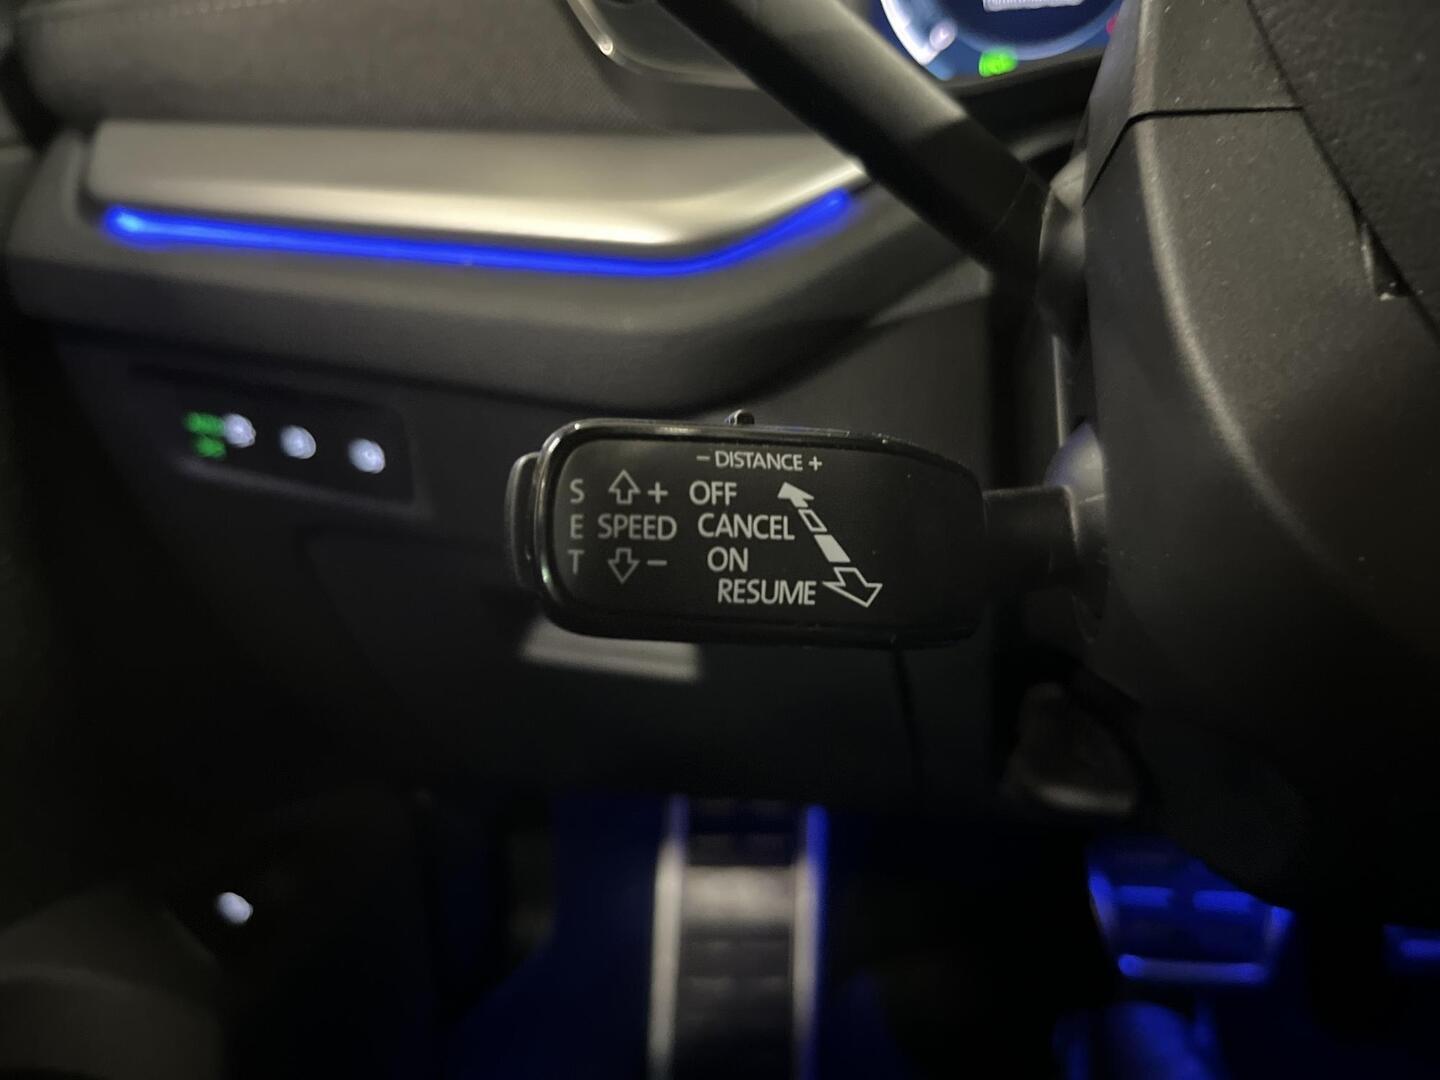 - DISTANCE +
S + OFF
E SPEED CANCEL
T - ON
RESUME